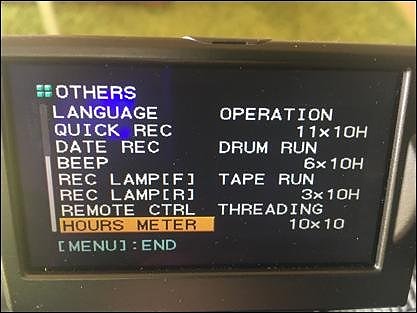 OTHERS
LANGUAGE OPERATION
QUICK REC 11×10H
DATE REC DRUM RUN
BEEP 6×10H
REC LAMP[F] TAPE RUN
REC LAMP[R] 3×10H
REMOTE CTRL THREADING
HOURS METER 10×10
[MENU]:END